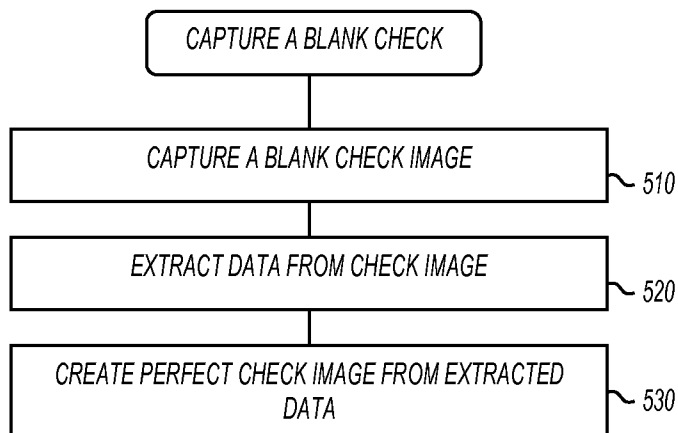 CAPTURE A BLANK CHECK
CAPTURE A BLANK CHECK IMAGE
510
EXTRACT DATA FROM CHECK IMAGE
520
CREATE PERFECT CHECK IMAGE FROM EXTRACTED
DATA
530